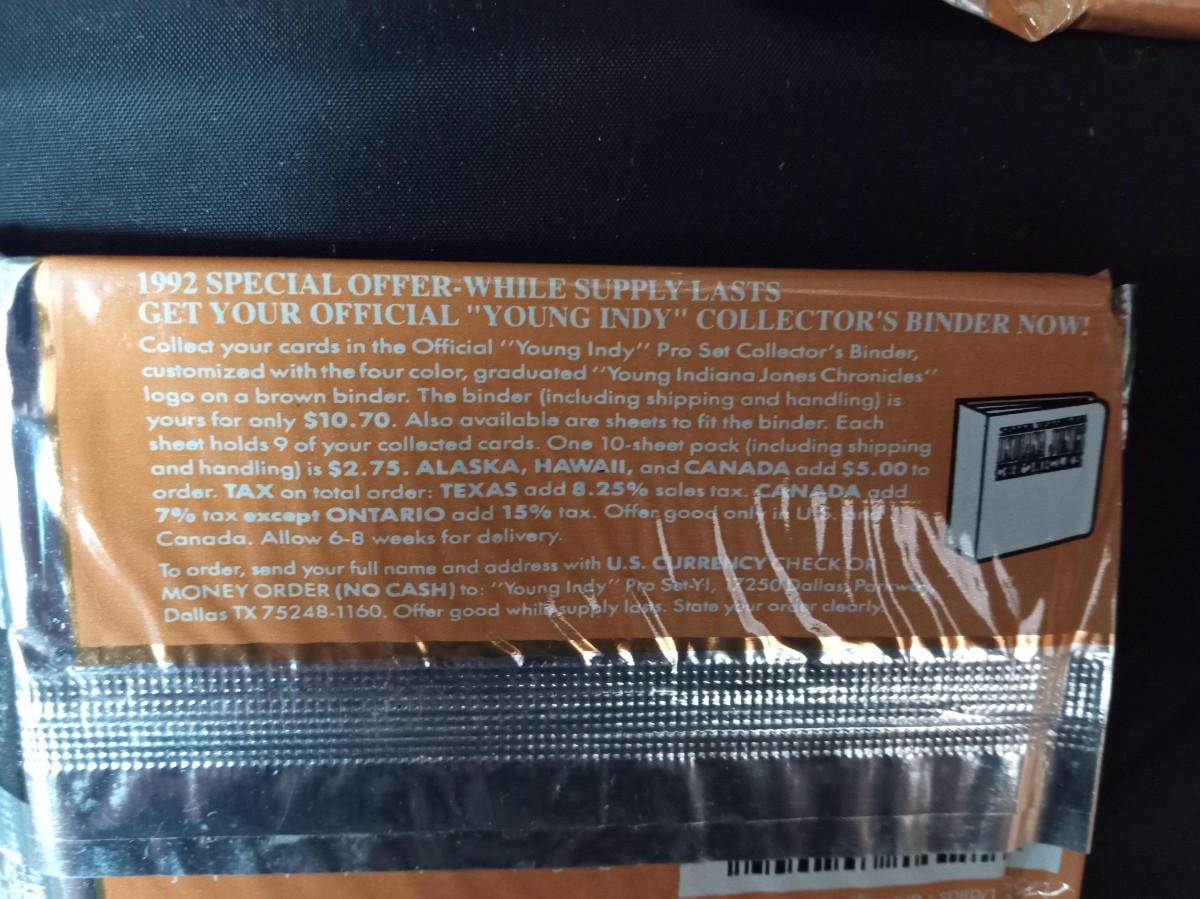 1992 SPECIAL OFFER-WHILE SUPPLY LASTS
GET YOUR OFFICIAL "YOUNG INDY" COLLECTOR'S BINDER NOW!
Collect your cards in the Official "Young Indy" Pro Set Collector's Binder,
customized with the four color, graduated "Young Indiana Jones Chronicles"
logo on a brown binder. The binder (including shipping and handling) is
yours for only $10.70. Also available are sheets to fit the binder. Each
sheet holds 9 of your collected cards. One 10-sheet pack (including shipping
and handling) is $2.75. ALASKA, HAWAII, and CANADA add $5.00 to
order. TAX on total order: TEXAS add 8.25% sales tax. CANADA add
7% tax except ONTARIO add 15% tax. Offer good only in U.S. and
Canada. Allow 6-8 weeks for delivery.
To order, send your full name and address with U.S. CURRENCY CHECK OR
MONEY ORDER (NO CASH) to: "Young Indy" Pro Set-YI, 17250 Dallas Parkway,
Dallas TX 75248-1160. Offer good while supply lasts. State your order clearly.